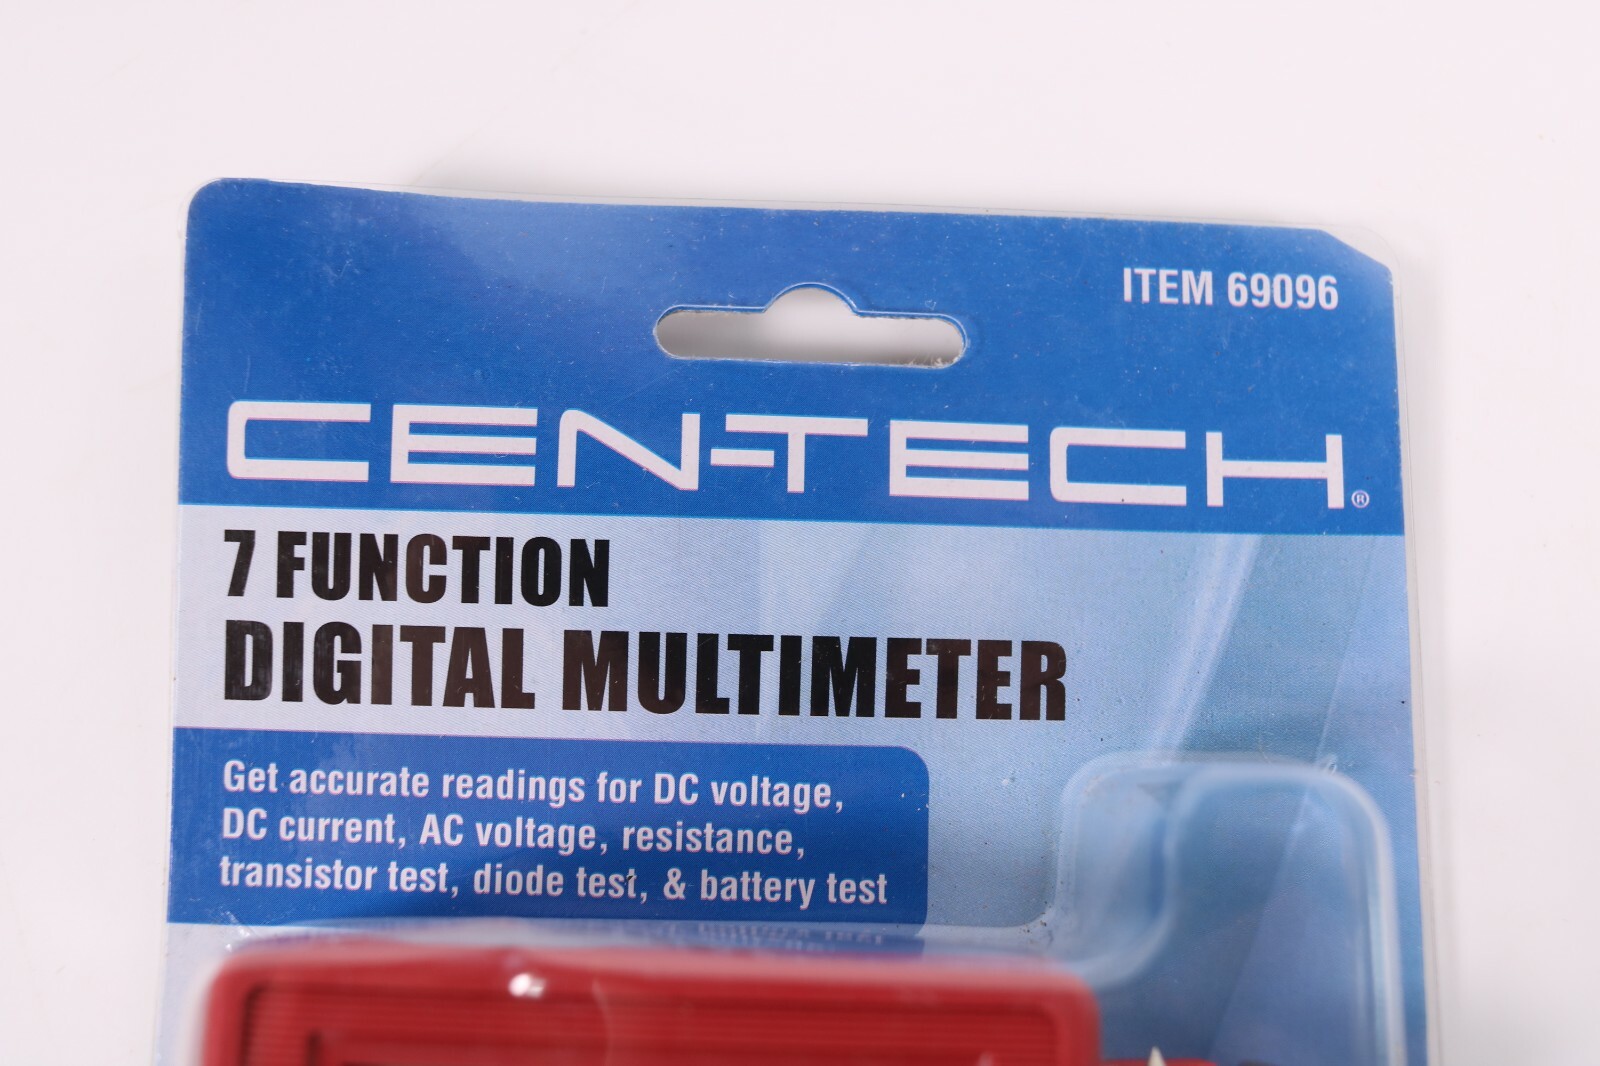 ITEM 69096
CEN-TECH®
7 FUNCTION
DIGITAL MULTIMETER
Get accurate readings for DC voltage,
DC current, AC voltage, resistance,
transistor test, diode test, & battery test